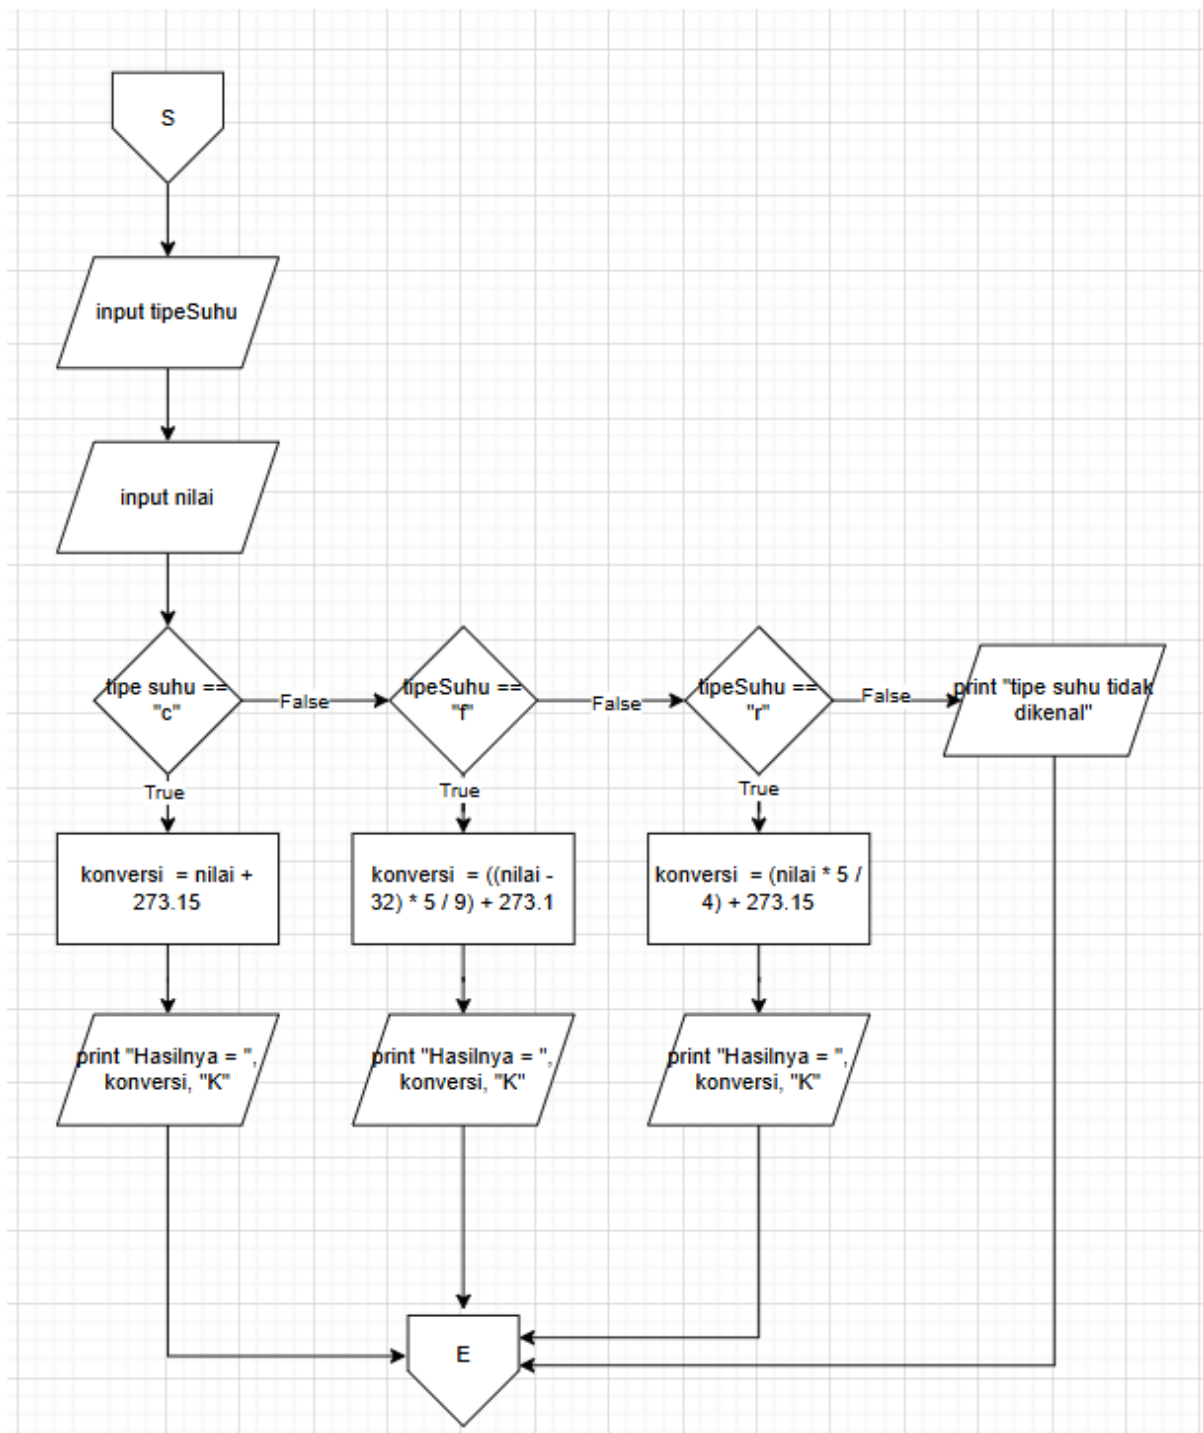 S
input tipeSuhu
input nilai
tipe suhu ==
"c"
False
tipeSuhu ==
"f"
False
tipeSuhu ==
"r"
False
print "tipe suhu tidak
dikenal"
True
True
True
konversi  = nilai +
273.15
konversi  = ((nilai -
32) * 5 / 9) + 273.1
konversi  = (nilai * 5 /
4) + 273.15
print "Hasilnya = ",
konversi, "K"
print "Hasilnya = ",
konversi, "K"
print "Hasilnya = ",
konversi, "K"
E